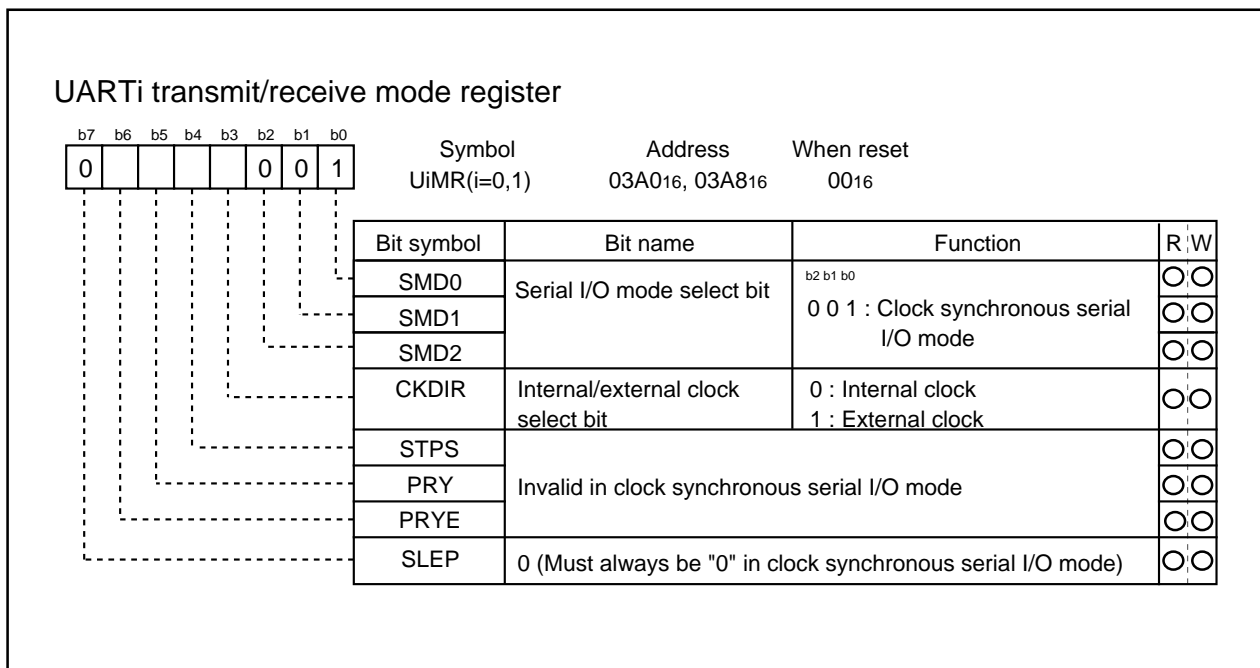 UARTi transmit/receive mode register
b7 b6 b5 b4 b3 b2 b1 b0
0 0 0 1
Symbol Address When reset
UiMR(i=0,1) 03A016, 03A816 0016
Bit symbol Bit name Function R W
SMD0 Serial I/O mode select bit b2 b1 b0
SMD1 0 0 1 : Clock synchronous serial
SMD2 I/O mode
CKDIR Internal/external clock 0 : Internal clock
select bit 1 : External clock
STPS
PRY Invalid in clock synchronous serial I/O mode
PRYE
SLEP 0 (Must always be "0" in clock synchronous serial I/O mode)